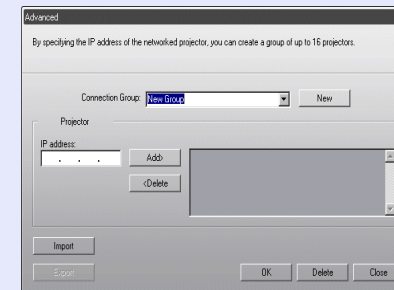 Advanced
By specifying the IP address of the networked projector, you can create a group of up to 16 projectors.
Connection Group: New Group New
Projector
IP address:
. . . Add>
<Delete
Import
Export OK Delete Close